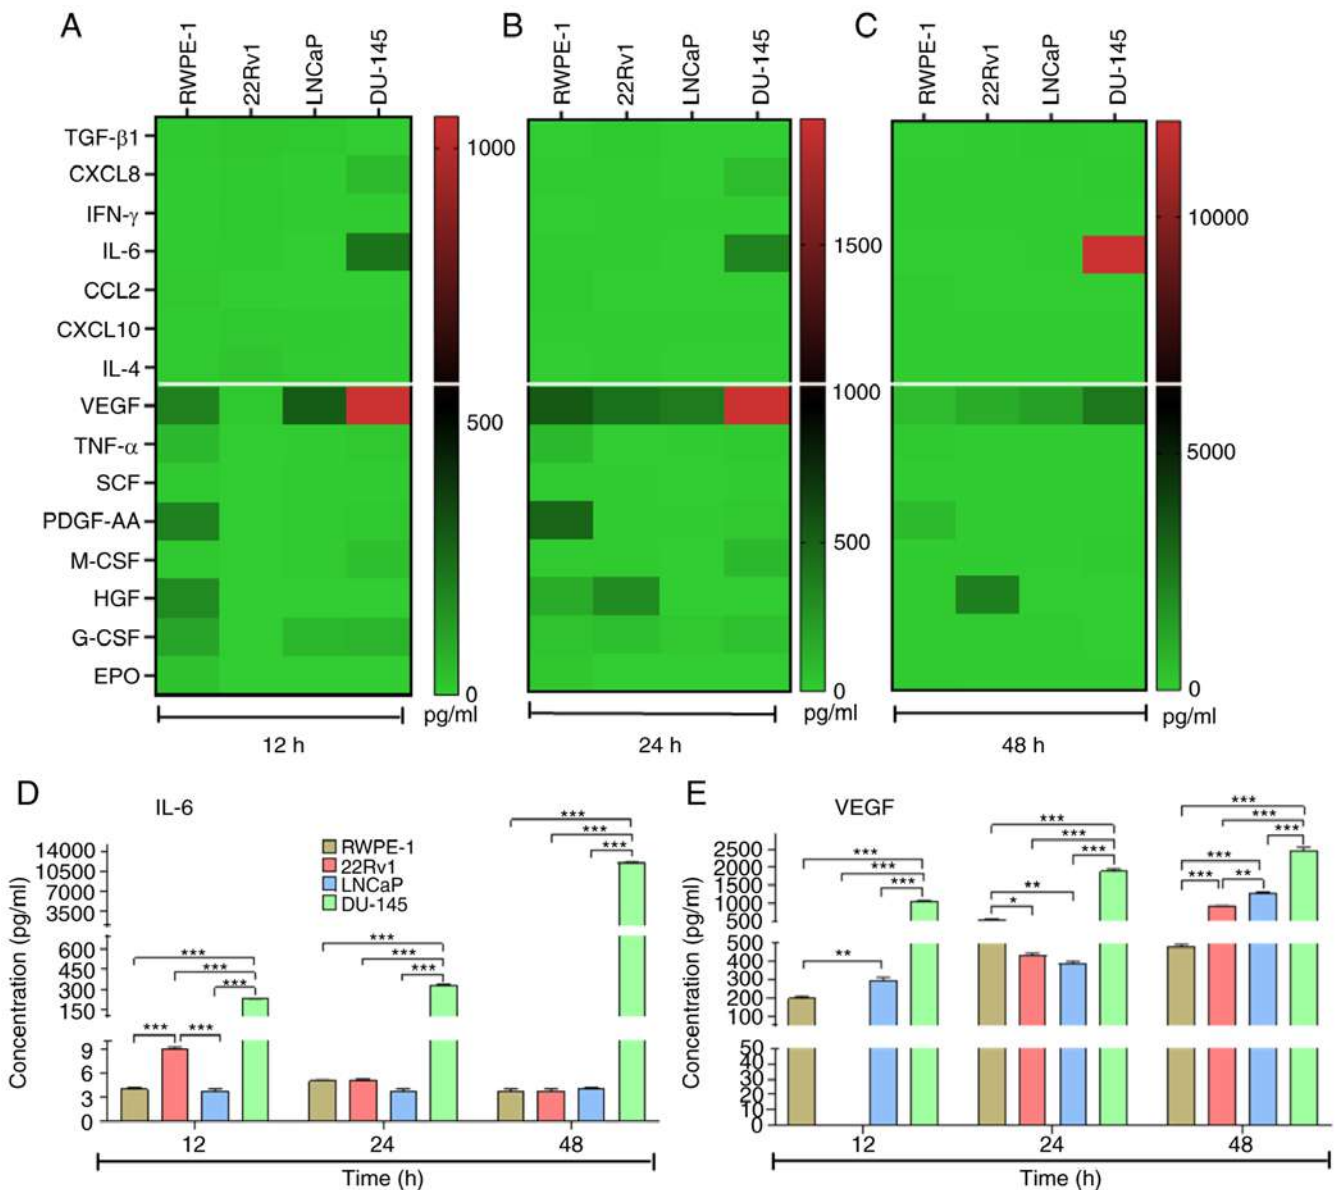 A
B
C
RWPE-1
22Rv1
LNCaP
DU-145
RWPE-1
22Rv1
LNCaP
DU-145
RWPE-1
22Rv1
LNCaP
DU-145
TGF-β1
CXCL8
IFN-γ
IL-6
CCL2
CXCL10
IL-4
VEGF
TNF-α
SCF
PDGF-AA
M-CSF
HGF
G-CSF
EPO
1000
500
0
pg/ml
1500
1000
500
0
pg/ml
10000
5000
0
pg/ml
12 h
24 h
48 h
D
IL-6
RWPE-1
22Rv1
LNCaP
DU-145
Concentration (pg/ml)
14000
10500
7000
3500
600
450
300
150
9
6
3
0
***
***
***
***
***
***
***
***
***
***
***
12
24
48
Time (h)
E
VEGF
Concentration (pg/ml)
2500
2000
1500
1000
500
500
400
300
200
100
50
40
30
20
10
0
***
***
***
**
***
***
***
**
*
***
***
***
***
***
**
12
24
48
Time (h)